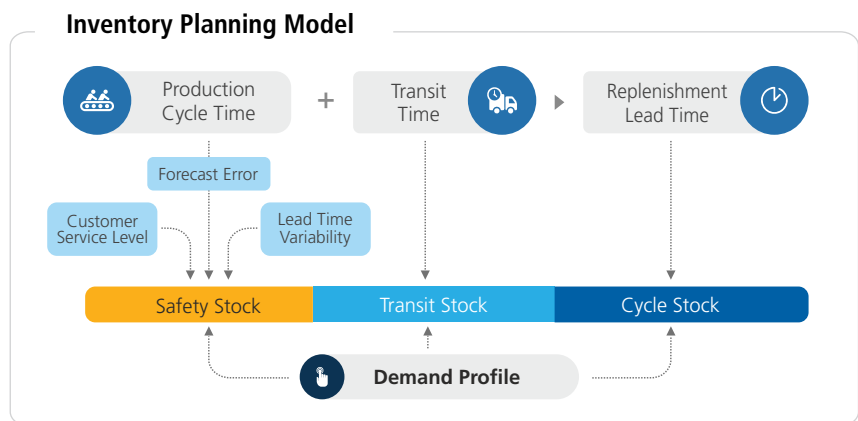 Inventory Planning Model
Production
Cycle Time
+
Transit
Time
Replenishment
Lead Time
Forecast Error
Customer
Service Level
Lead Time
Variability
Safety Stock
Transit Stock
Cycle Stock
Demand Profile